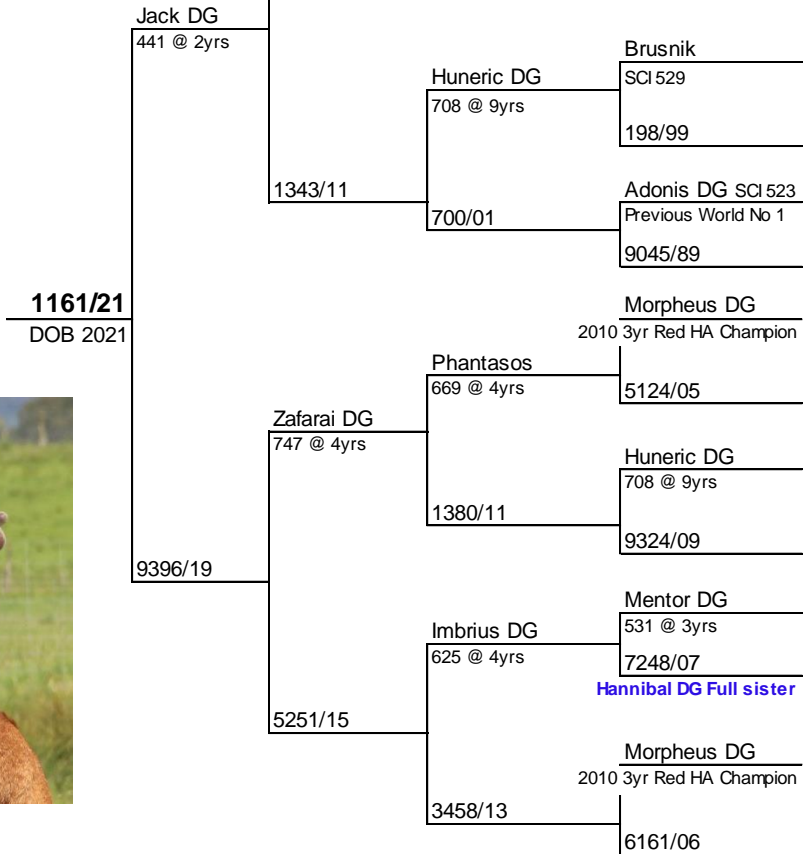 Jack DG
441 @ 2yrs
Brusnik
SCI 529
Huneric DG
708 @ 9yrs
198/99
1343/11
Adonis DG SCI 523
Previous World No 1
700/01
9045/89
1161/21
DOB 2021
Morpheus DG
2010 3yr Red HA Champion
Phantasos
669 @ 4yrs
5124/05
Zafarai DG
747 @ 4yrs
Huneric DG
708 @ 9yrs
1380/11
9324/09
9396/19
Mentor DG
531 @ 3yrs
Imbrius DG
625 @ 4yrs
7248/07
Hannibal DG Full sister
5251/15
Morpheus DG
2010 3yr Red HA Champion
3458/13
6161/06